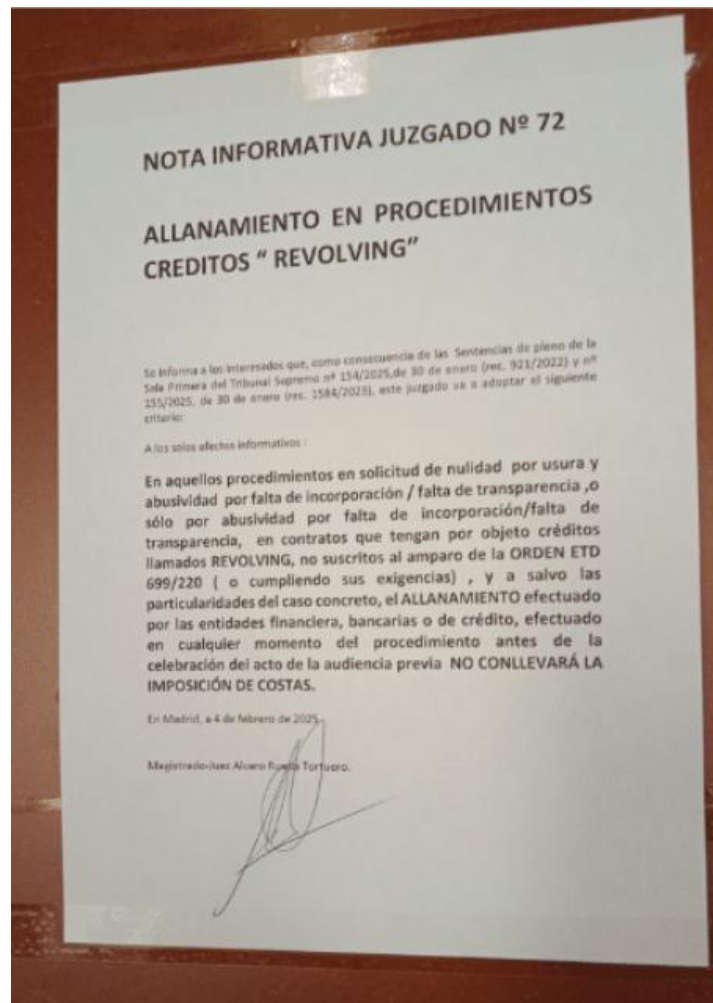 NOTA INFORMATIVA JUZGADO Nº 72
ALLANAMIENTO EN PROCEDIMIENTOS
CREDITOS “ REVOLVING”
Se informa a los interesados que, como consecuencia de las Sentencias de pleno de la
Sala Primera del Tribunal Supremo nº 154/2025,de 30 de enero (rec. 921/2022) y nº
155/2025, de 30 de enero (rec. 1584/2023), este juzgado va a adoptar el siguiente
criterio:
A los solos efectos informativos :
En aquellos procedimientos en solicitud de nulidad por usura y
abusividad por falta de incorporación / falta de transparencia ,o
sólo por abusividad por falta de incorporación/falta de
transparencia, en contratos que tengan por objeto créditos
llamados REVOLVING, no suscritos al amparo de la ORDEN ETD
699/220 ( o cumpliendo sus exigencias) , y a salvo las
particularidades del caso concreto, el ALLANAMIENTO efectuado
por las entidades financiera, bancarias o de crédito, efectuado
en cualquier momento del procedimiento antes de la
celebración del acto de la audiencia previa NO CONLLEVARÁ LA
IMPOSICIÓN DE COSTAS.
En Madrid, a 4 de febrero de 2025
Magistrado-Juez Alvaro Tortuero.